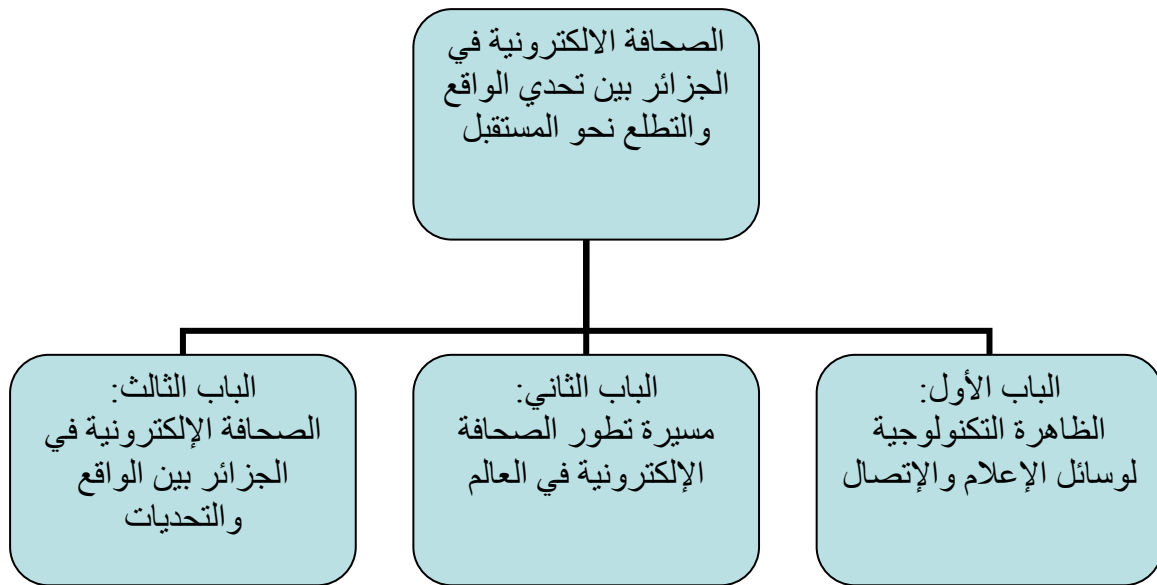 الصحافة الالكترونية في
الجزائر بين تحدي الواقع
والتطلع نحو المستقبل
الباب الأول:
الظاهرة التكنولوجية
لوسائل الإعلام والإتصال
الباب الثاني:
مسيرة تطور الصحافة
الإلكترونية في العالم
الباب الثالث:
الصحافة الإلكترونية في
الجزائر بين الواقع
والتحديات